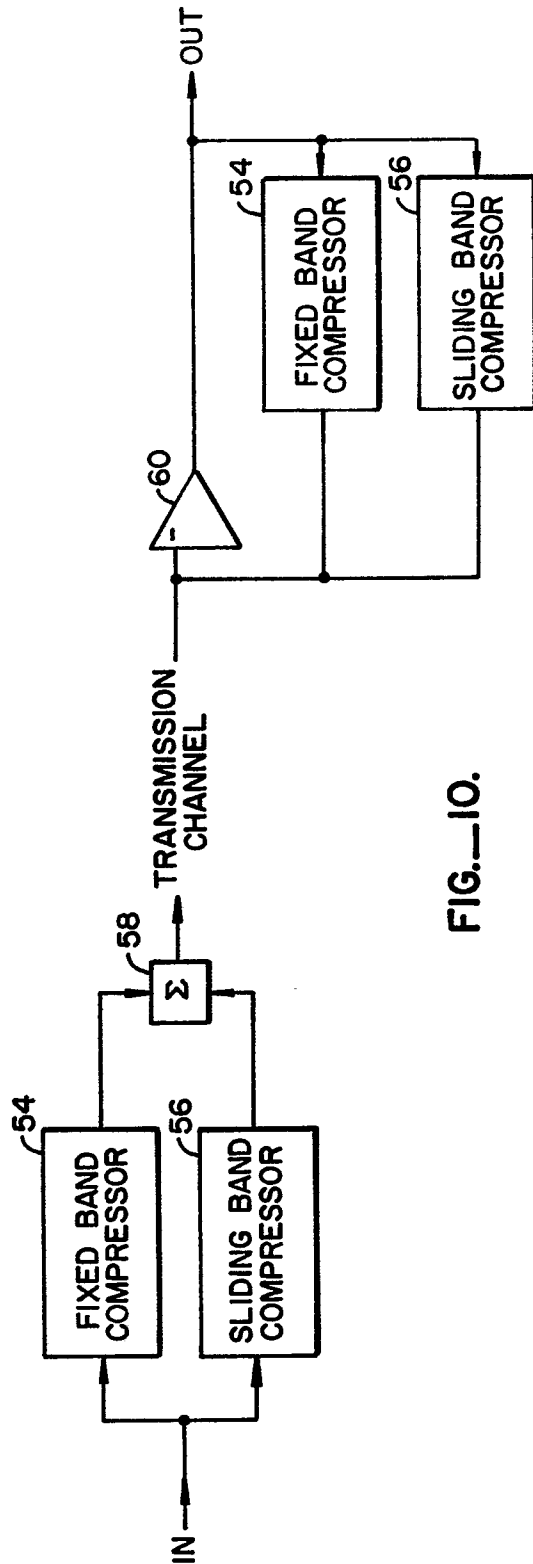 IN
54
FIXED BAND
COMPRESSOR
56
SLIDING BAND
COMPRESSOR
58
Σ
TRANSMISSION
CHANNEL
60
-
OUT
54
FIXED BAND
COMPRESSOR
56
SLIDING BAND
COMPRESSOR
FIG._10.